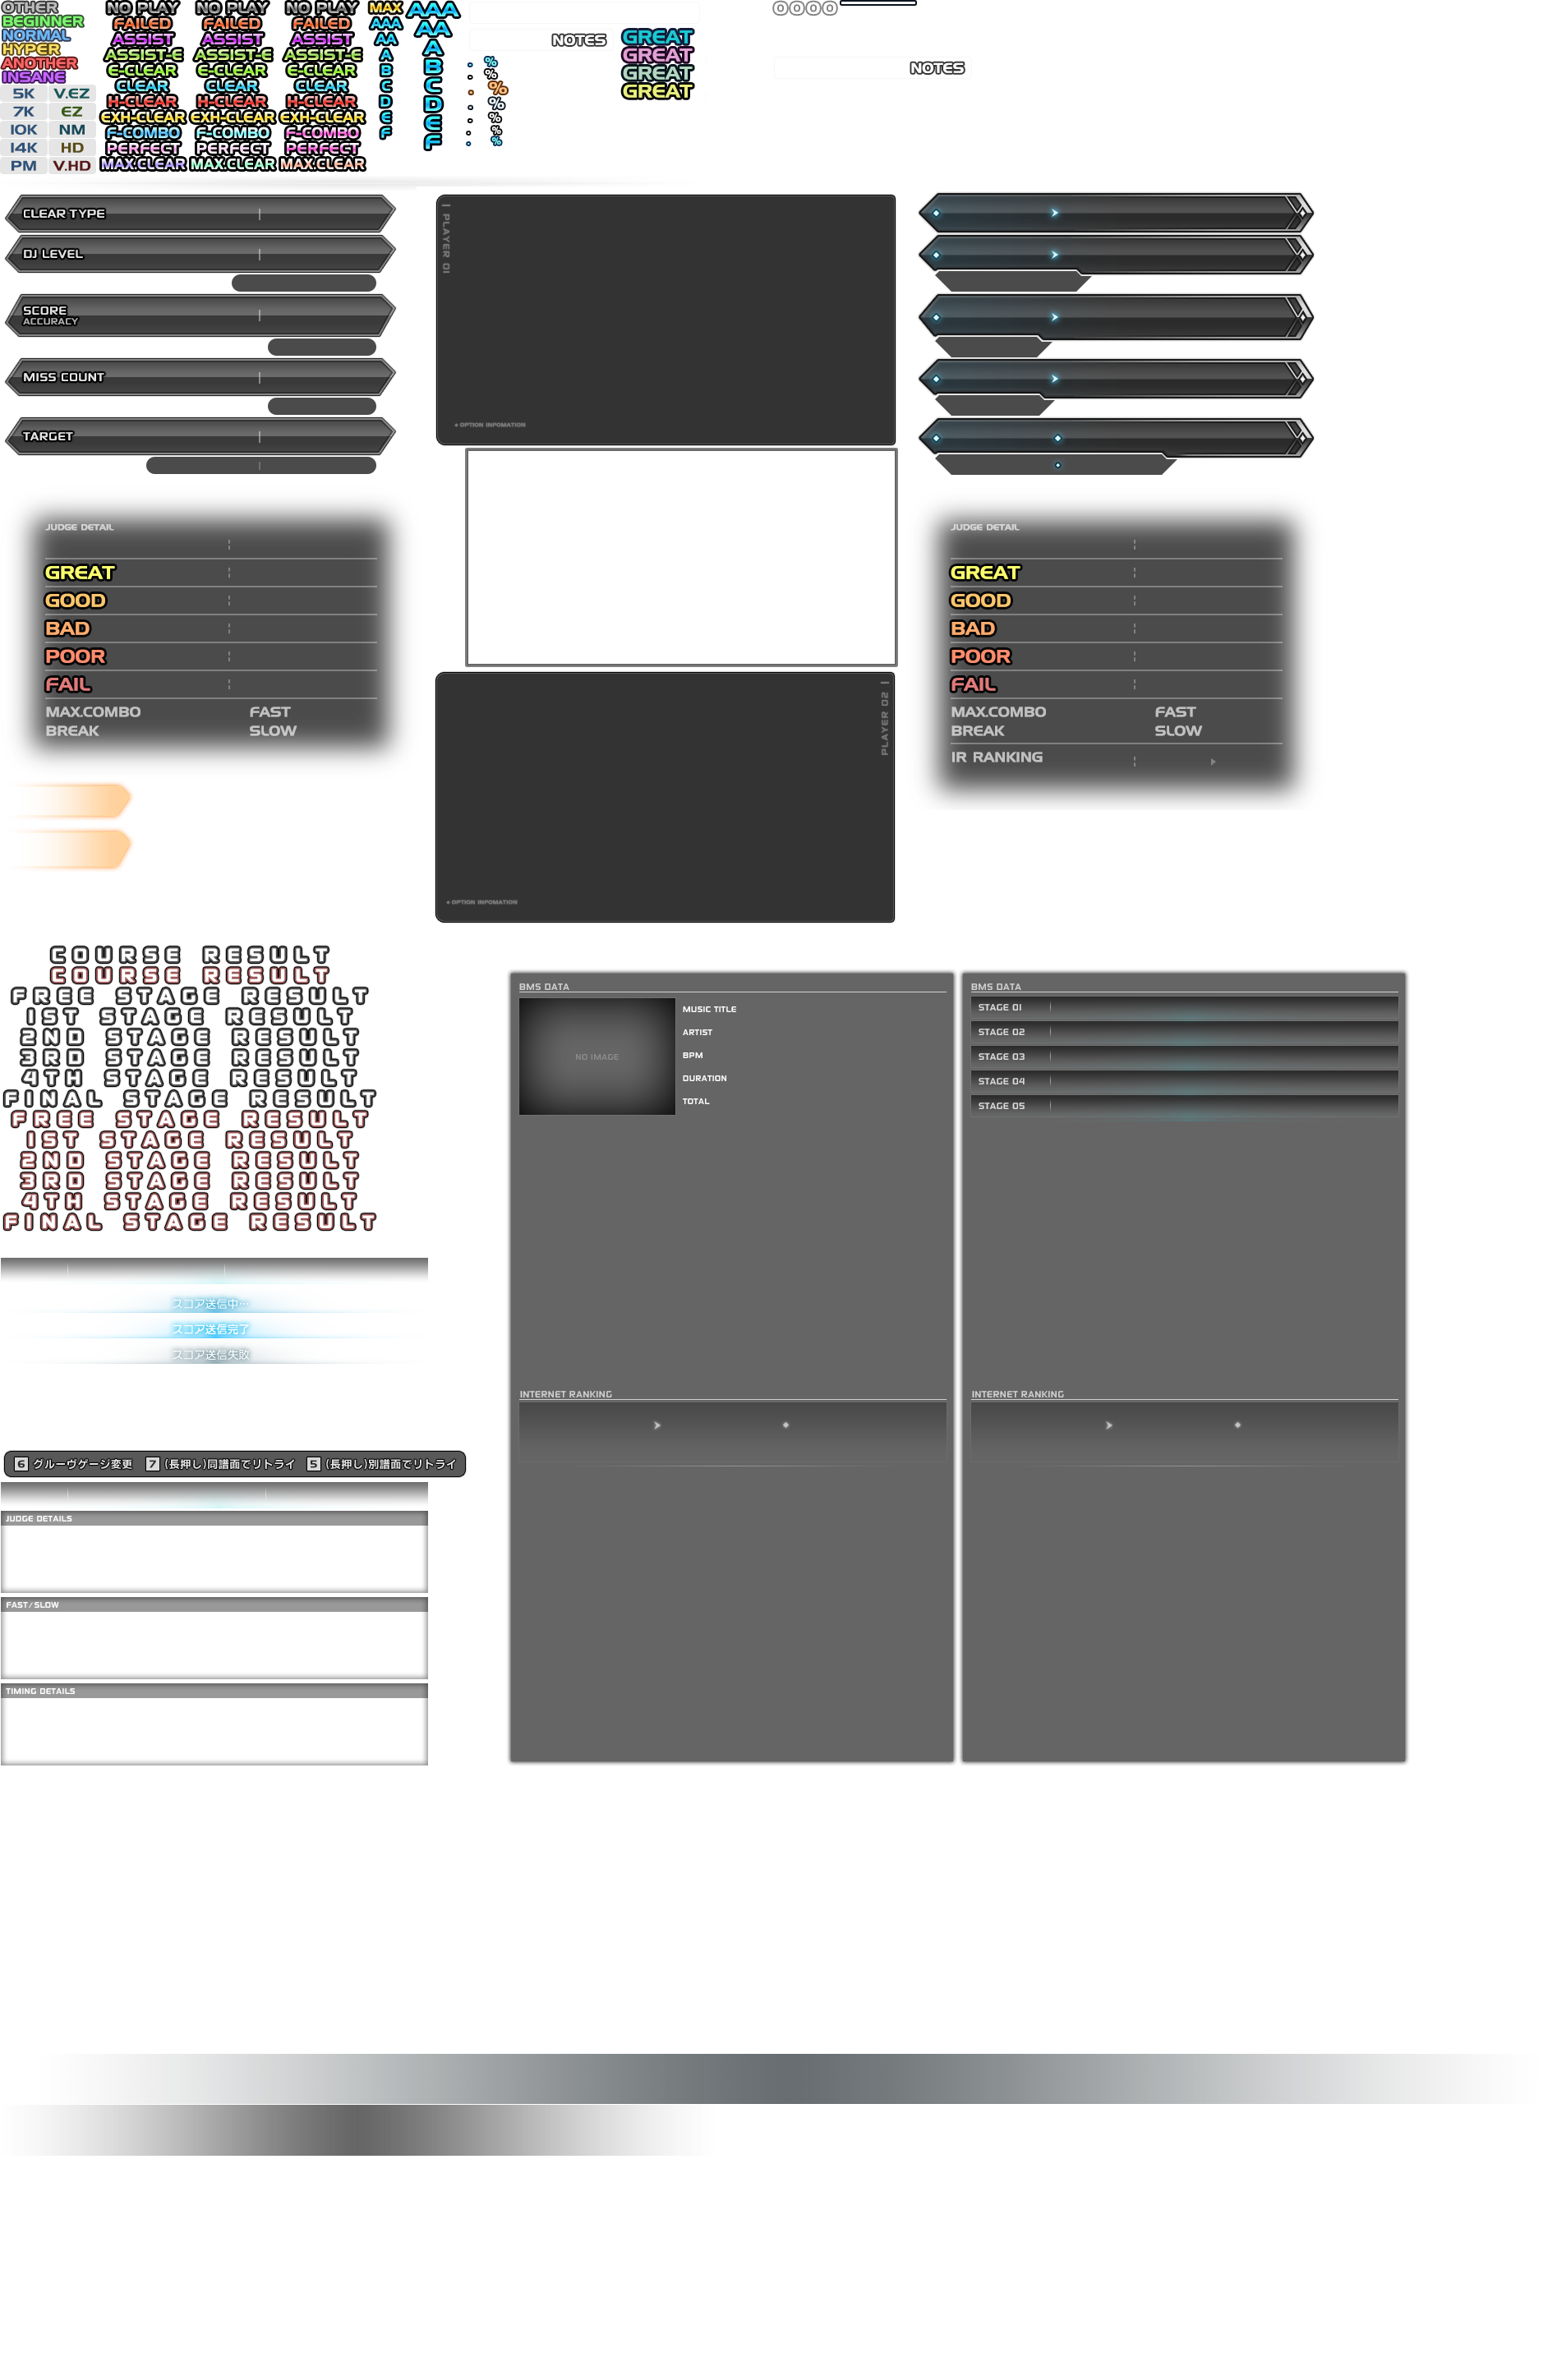 OTHER
BEGINNER
NORMAL
HYPER
ANOTHER
INSANE
5K V.EZ
7K EZ
10K NM
14K HD
PM V.HD
NO PLAY NO PLAY NO PLAY
FAILED FAILED FAILED
ASSIST ASSIST ASSIST
ASSIST-E ASSIST-E ASSIST-E
E-CLEAR E-CLEAR E-CLEAR
CLEAR CLEAR CLEAR
H-CLEAR H-CLEAR H-CLEAR
EXH-CLEAR EXH-CLEAR EXH-CLEAR
F-COMBO F-COMBO F-COMBO
PERFECT PERFECT PERFECT
MAX.CLEAR MAX.CLEAR MAX.CLEAR
MAX
AAA
AA
A
B
C
D
E
F
AAA
AA
A
B
C
D
E
F
NOTES
. %
. %
. %
. %
. %
. %
. %
GREAT
GREAT
GREAT
GREAT
0000
NOTES
CLEAR TYPE
DJ LEVEL
SCORE
ACCURACY
MISS COUNT
TARGET
PLAYER 01
OPTION INFOMATION
JUDGE DETAIL
GREAT
GOOD
BAD
POOR
FAIL
MAX.COMBO FAST
BREAK SLOW
PLAYER 02
OPTION INFOMATION
JUDGE DETAIL
GREAT
GOOD
BAD
POOR
FAIL
MAX.COMBO FAST
BREAK SLOW
IR RANKING
COURSE RESULT
COURSE RESULT
FREE STAGE RESULT
1ST STAGE RESULT
2ND STAGE RESULT
3RD STAGE RESULT
4TH STAGE RESULT
FINAL STAGE RESULT
FREE STAGE RESULT
1ST STAGE RESULT
2ND STAGE RESULT
3RD STAGE RESULT
4TH STAGE RESULT
FINAL STAGE RESULT
スコア送信中…
スコア送信完了
スコア送信失敗
6 グルーヴゲージ変更 7 (長押し)同譜面でリトライ 5 (長押し)別譜面でリトライ
JUDGE DETAILS
FAST/SLOW
TIMING DETAILS
BMS DATA
NO IMAGE
MUSIC TITLE
ARTIST
BPM
DURATION
TOTAL
INTERNET RANKING
BMS DATA
STAGE 01
STAGE 02
STAGE 03
STAGE 04
STAGE 05
INTERNET RANKING